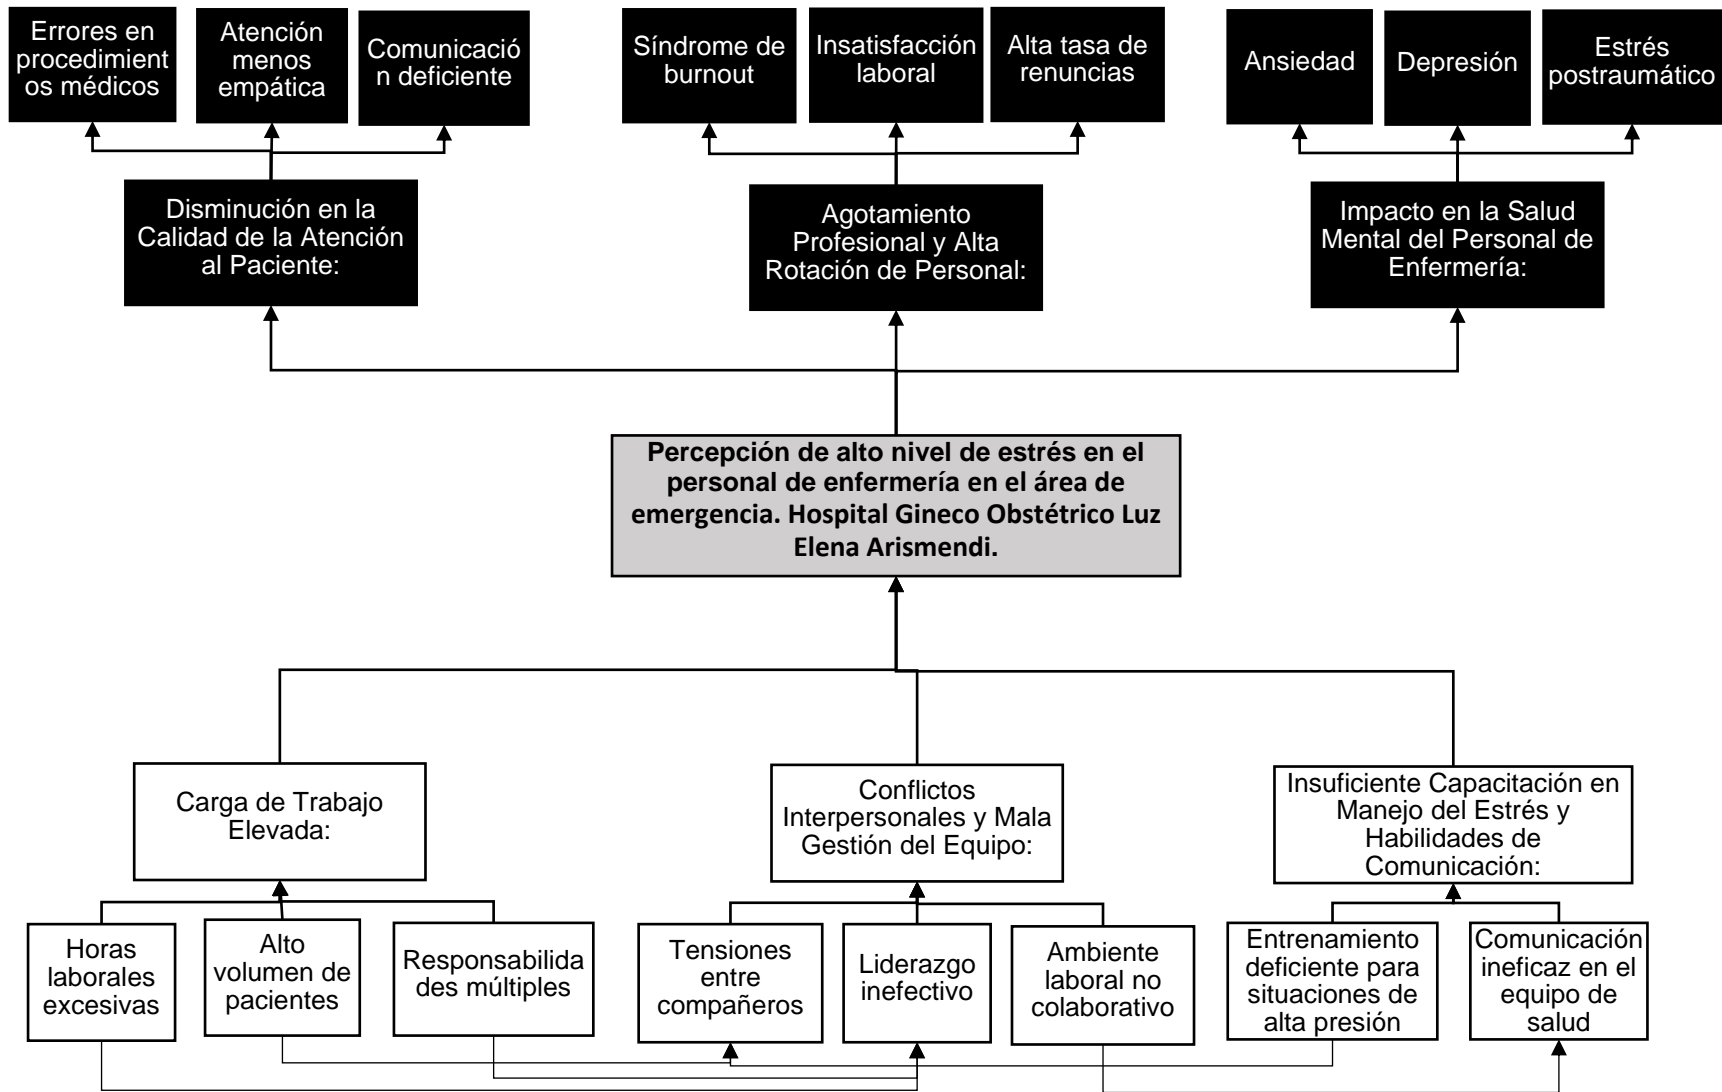 Errores en
procedimient
os médicos
Atención
menos
empática
Comunicació
n deficiente
Síndrome de
burnout
Insatisfacción
laboral
Alta tasa de
renuncias
Ansiedad
Depresión
Estrés
postraumático
Disminución en la
Calidad de la Atención
al Paciente:
Agotamiento
Profesional y Alta
Rotación de Personal:
Impacto en la Salud
Mental del Personal de
Enfermería:
Percepción de alto nivel de estrés en el
personal de enfermería en el área de
emergencia. Hospital Gineco Obstétrico Luz
Elena Arismendi.
Carga de Trabajo
Elevada:
Conflictos
Interpersonales y Mala
Gestión del Equipo:
Insuficiente Capacitación en
Manejo del Estrés y
Habilidades de
Comunicación:
Horas
laborales
excesivas
Alto
volumen de
pacientes
Responsabilida
des múltiples
Tensiones
entre
compañeros
Liderazgo
inefectivo
Ambiente
laboral no
colaborativo
Entrenamiento
deficiente para
situaciones de
alta presión
Comunicación
ineficaz en el
equipo de
salud